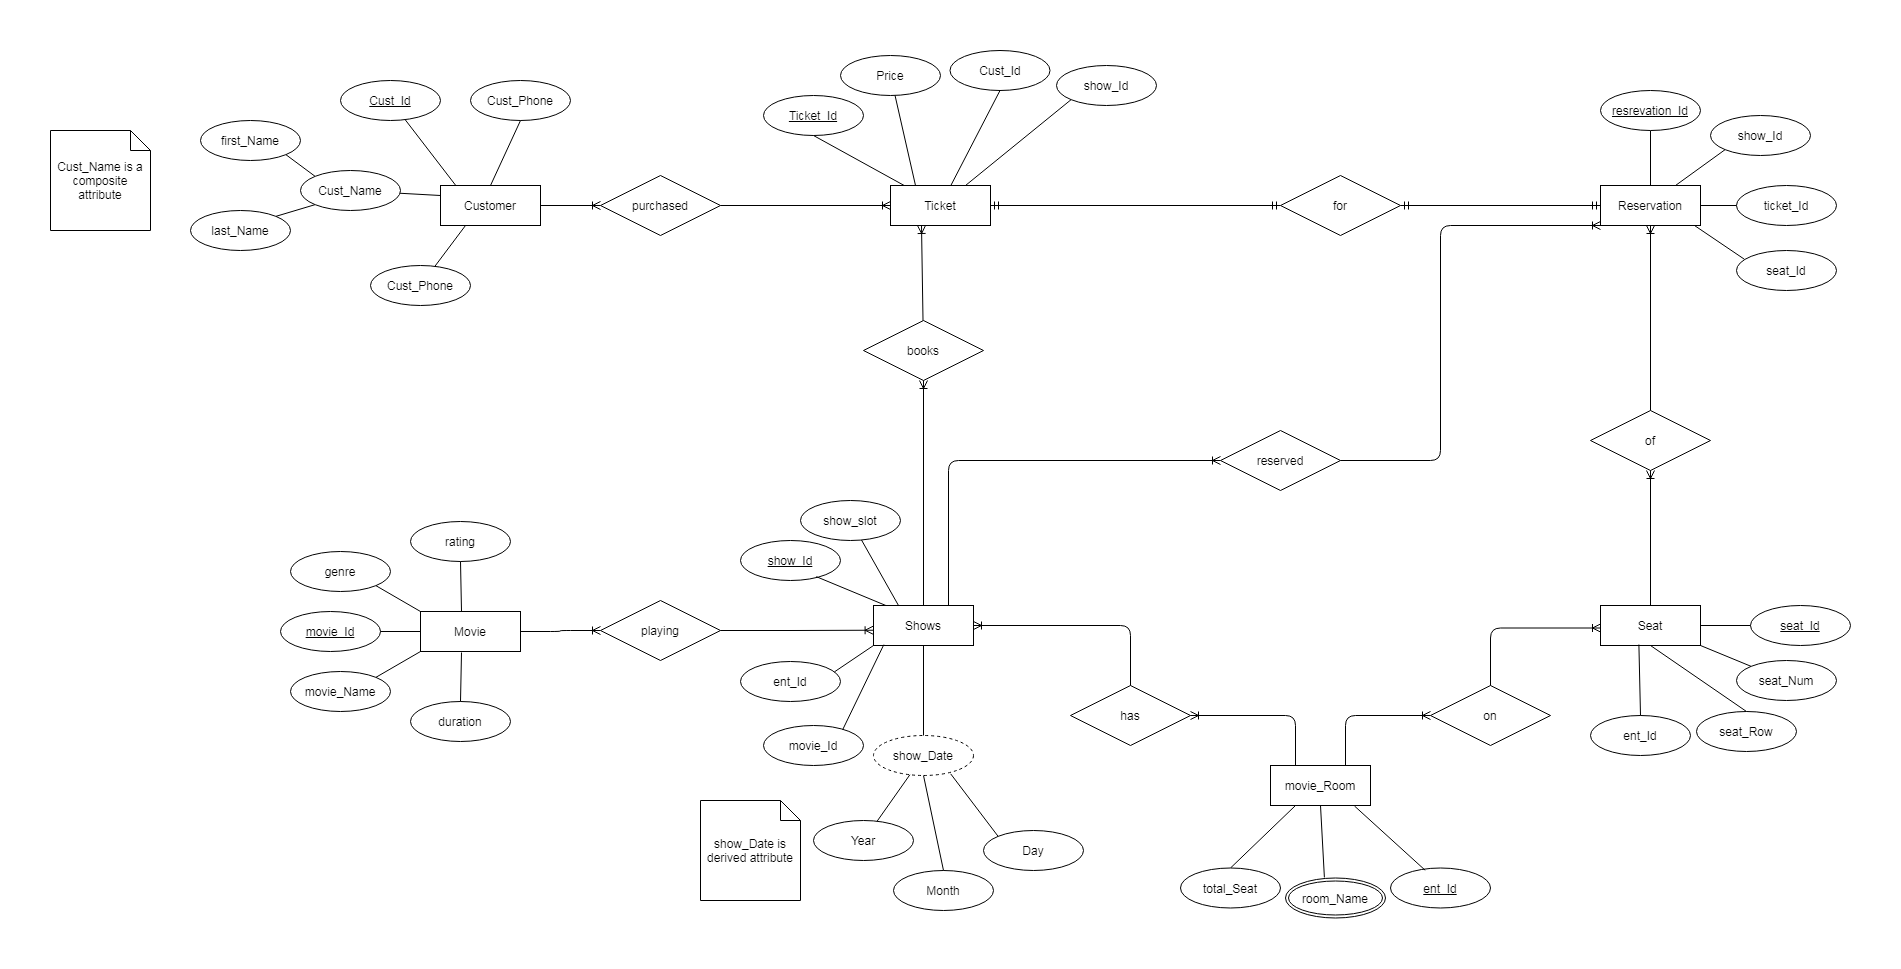 Price
Cust_Id
show_Id
Ticket_Id
Cust_Id
Cust_Phone
resrevation_Id
show_Id
first_Name
Cust_Name is a
composite
attribute
Cust_Name
last_Name
Customer
purchased
Ticket
for
Reservation
ticket_Id
Cust_Phone
seat_Id
books
of
reserved
show_slot
rating
show_Id
genre
movie_Id
Movie
playing
Shows
Seat
seat_Id
movie_Name
ent_Id
seat_Num
duration
has
on
ent_Id
seat_Row
movie_Id
show_Date
movie_Room
show_Date is
derived attribute
Year
Day
Month
total_Seat
room_Name
ent_Id